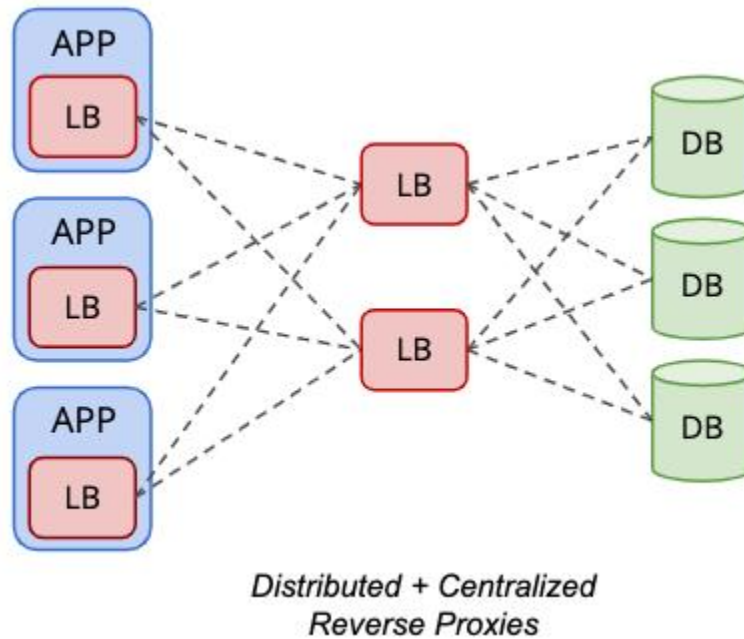 APP
LB
APP
LB
APP
LB
LB
LB
DB
DB
DB
Distributed + Centralized
Reverse Proxies